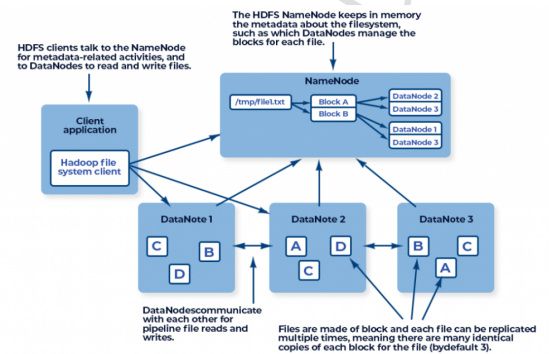 The HDFS NameNode keeps in memory
the metadata about the filesystem,
such as which DataNodes manage the
blocks for each file.
HDFS clients talk to the NameNode
for metadata-related activities, and
to DataNodes to read and write files.
NameNode
/tmp/file1.txt
Block A
Block B
DataNode 2
DataNode 3
DataNode 1
DataNode 3
Client
application
Hadoop file
system client
DataNote 1
C
B
D
DataNote 2
A
D
C
DataNote 3
B
C
A
DataNodescommunicate
with each other for
pipeline file reads and
writes.
Files are made of block and each file can be replicated
multiple times, meaning there are many identical
copies of each block for the file (bydefault 3).